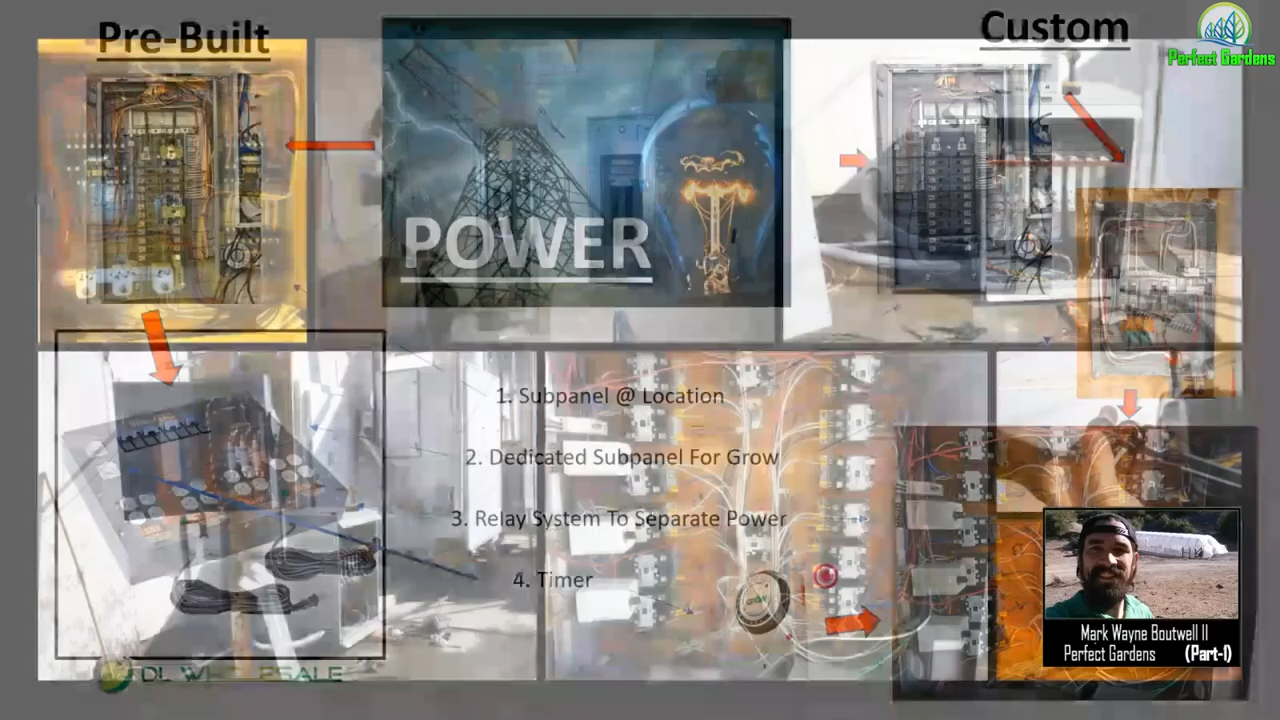 Pre-Built
Custom
Perfect Gardens
POWER
1. Subpanel @ Location
2. Dedicated Subpanel For Grow
3. Relay System To Separate Power
4. Timer
Mark Wayne Boutwell II
Perfect Gardens (Part-I)